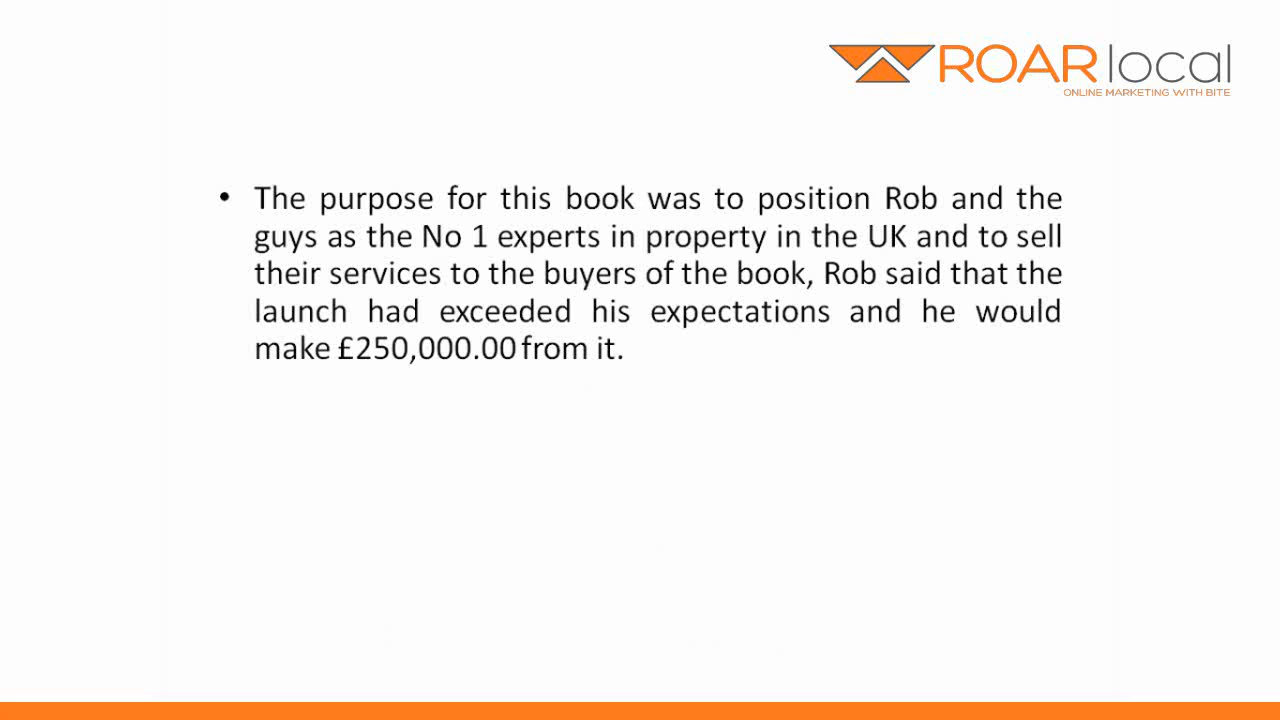 ROAR local
ONLINE MARKETING WITH BITE
• The purpose for this book was to position Rob and the
guys as the No 1 experts in property in the UK and to sell
their services to the buyers of the book, Rob said that the
launch had exceeded his expectations and he would
make £250,000.00 from it.